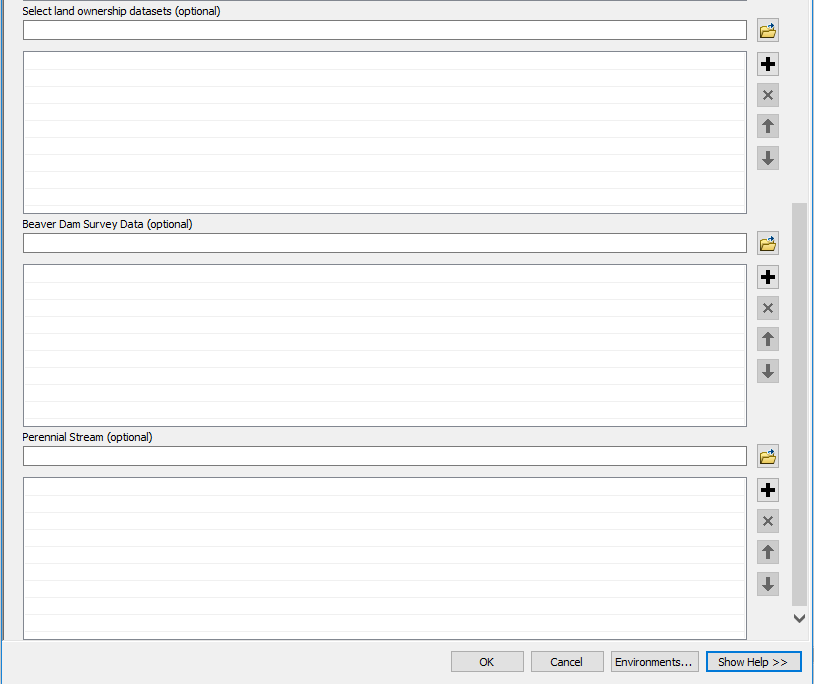 Select land ownership datasets (optional)
Beaver Dam Survey Data (optional)
Perennial Stream (optional)
OK
Cancel
Environments...
Show Help >>